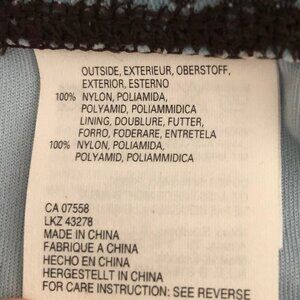 OUTSIDE, EXTERIEUR, OBERSTOFF,
EXTERIOR, ESTERNO
100% NYLON, POLIAMIDA,
POLYAMID, POLIAMMIDICA
LINING, DOUBLURE, FUTTER,
FORRO, FODERARE, ENTRETELA
100% NYLON, POLIAMIDA,
POLYAMID, POLIAMMIDICA
CA 07558
LKZ 43278
MADE IN CHINA
FABRIQUE A CHINA
HECHO EN CHINA
HERGESTELLT IN CHINA
FOR CARE INSTRUCTION: SEE REVERSE